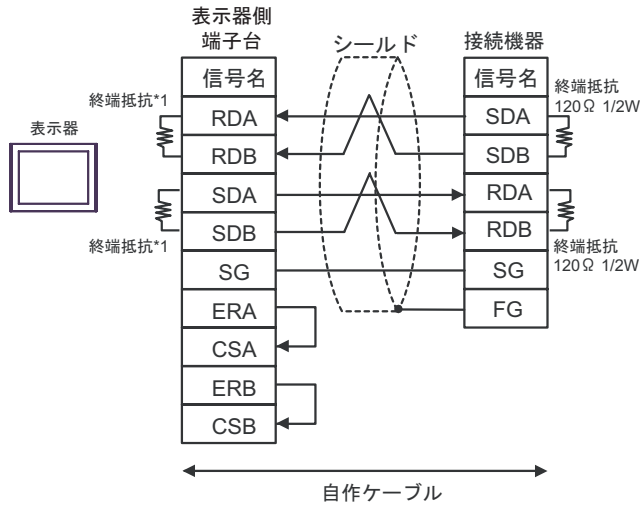 表示器側
端子台
シールド
接続機器
信号名
信号名
終端抵抗*1
終端抵抗
120Ω 1/2W
表示器
RDA
SDA
RDB
SDB
SDA
RDA
SDB
RDB
終端抵抗*1
終端抵抗
120Ω 1/2W
SG
SG
ERA
FG
CSA
ERB
CSB
自作ケーブル